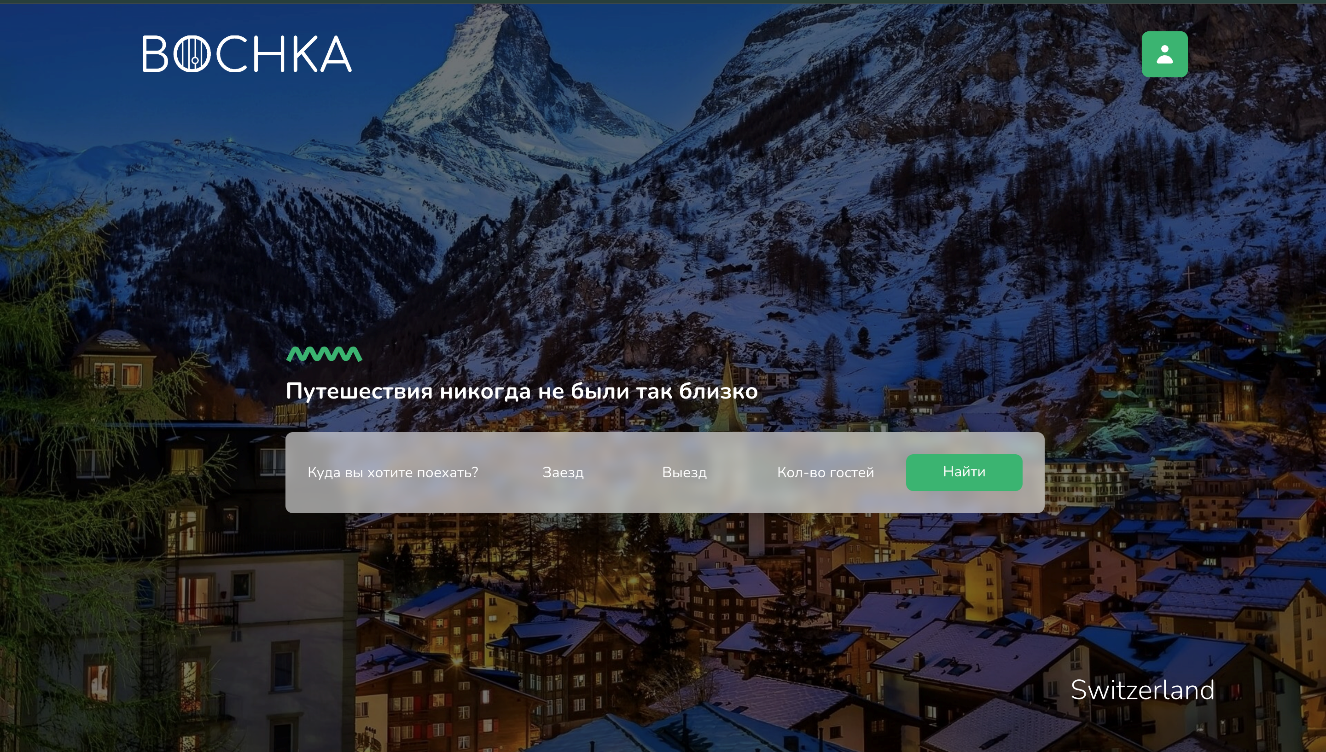 BOCHKA
Путешествия никогда не были так близко
Куда вы хотите поехать? Заезд Выезд Кол-во гостей Найти
Switzerland